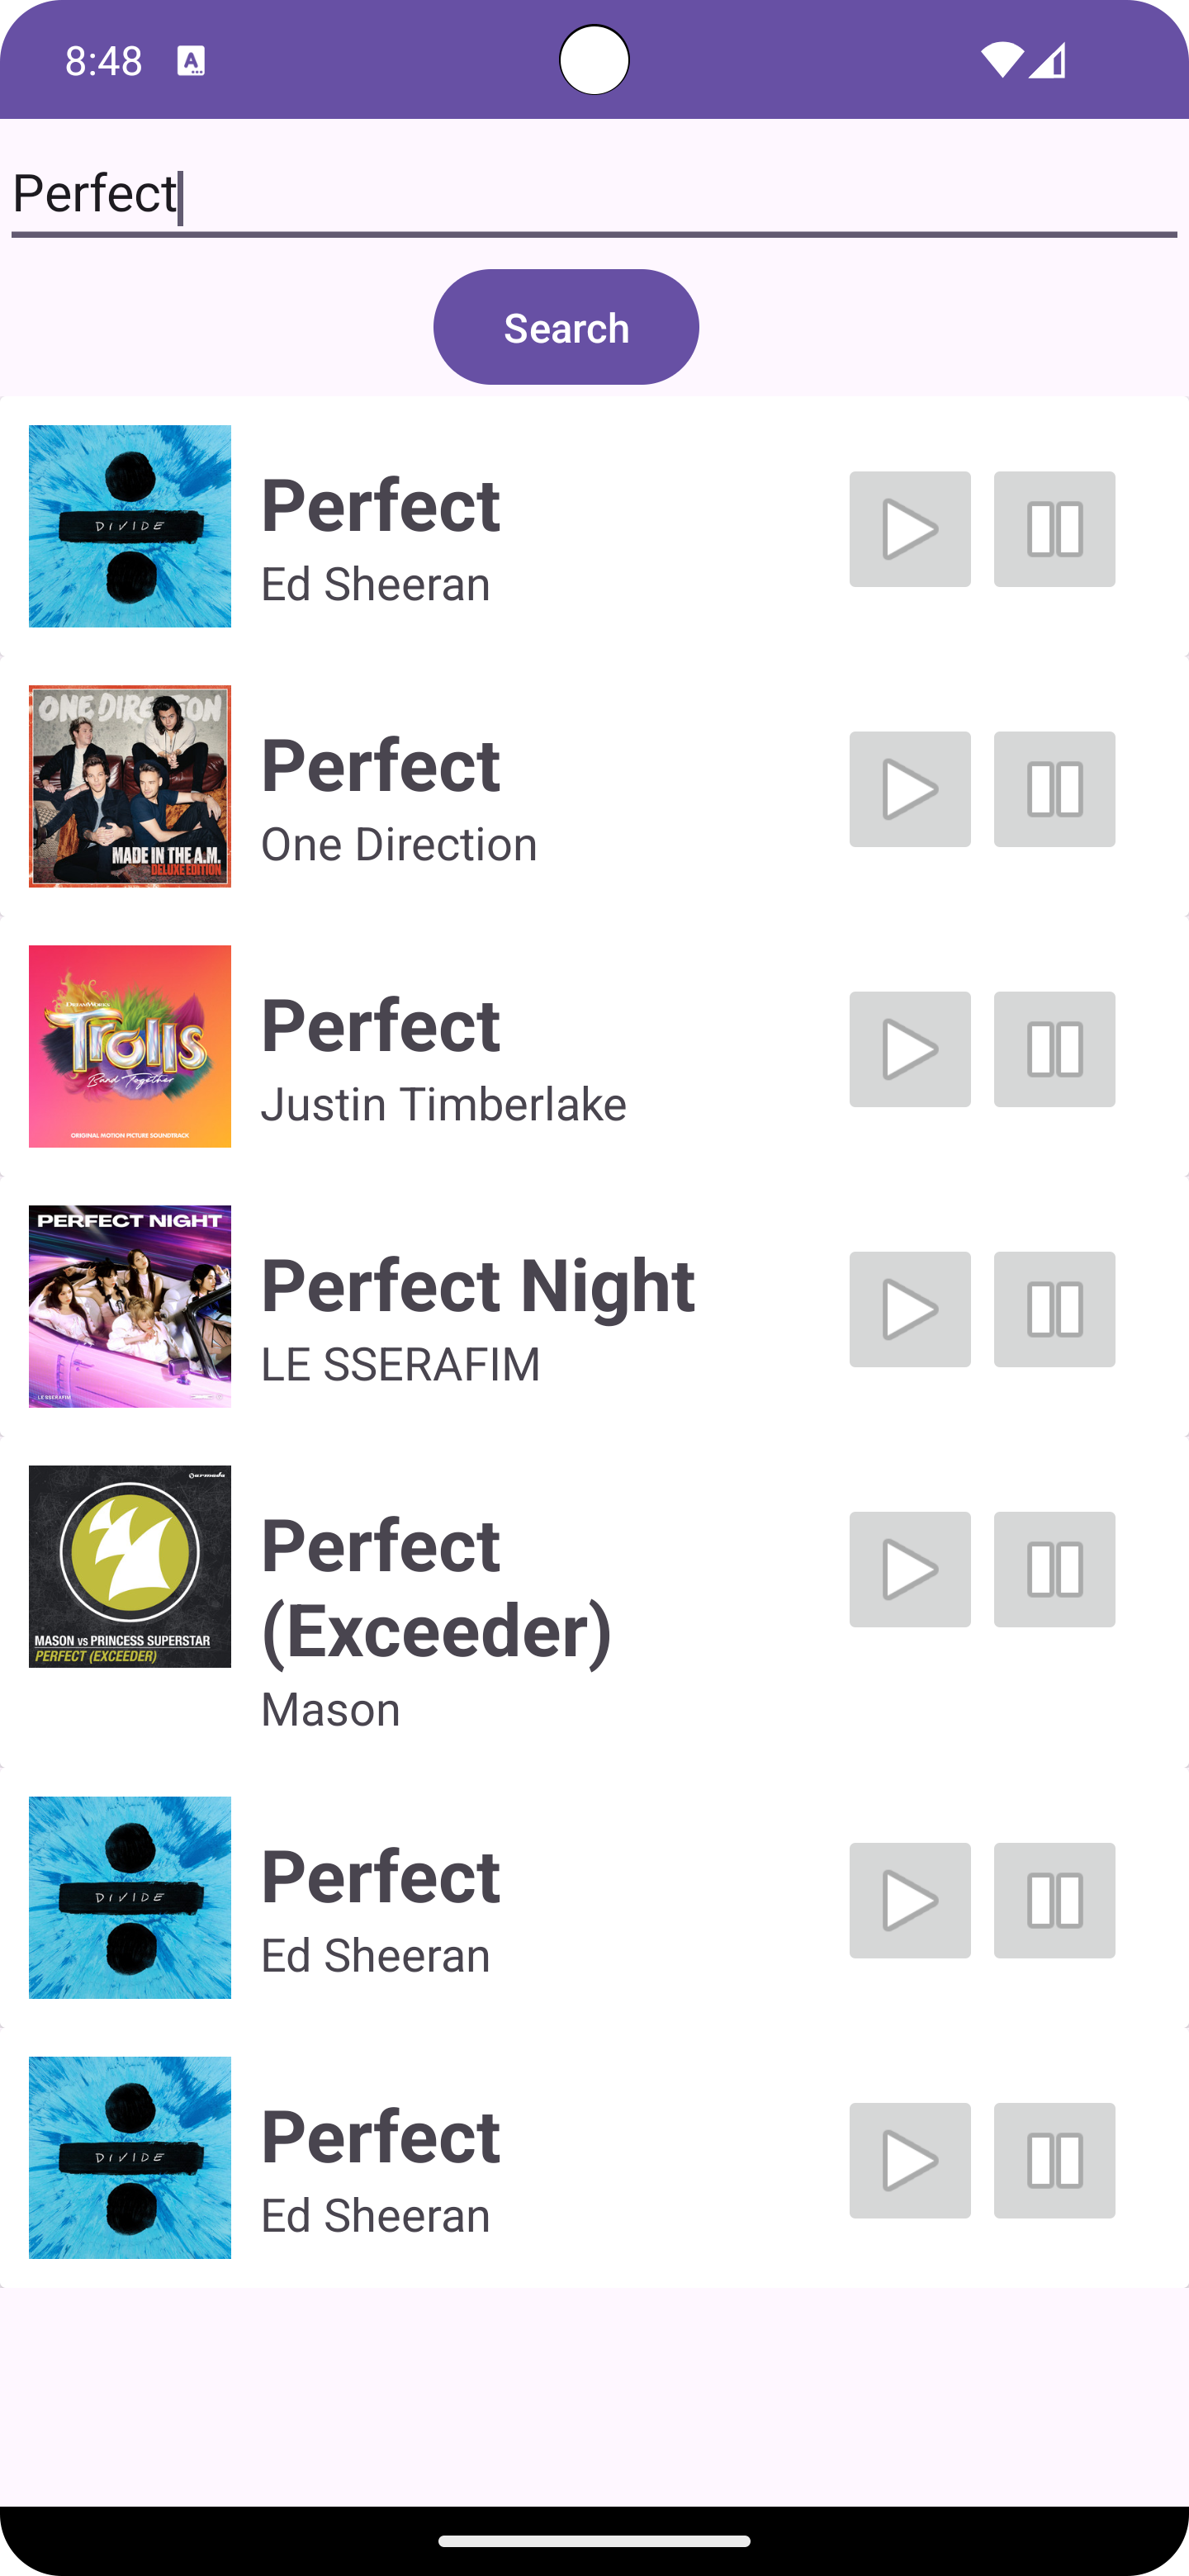 8:48
A
Perfect
Search
DIVIDE
Perfect
Ed Sheeran
ONE DIRECTION
MADE IN THE A.M.
DELUXE EDITION
Perfect
One Direction
DREAMWORKS
Trolls
Band Together
ORIGINAL MOTION PICTURE SOUNDTRACK
Perfect
Justin Timberlake
PERFECT NIGHT
LE SSERAFIM
Perfect Night
LE SSERAFIM
armada
MASON vs PRINCESS SUPERSTAR
PERFECT (EXCEEDER)
Perfect
(Exceeder)
Mason
DIVIDE
Perfect
Ed Sheeran
DIVIDE
Perfect
Ed Sheeran